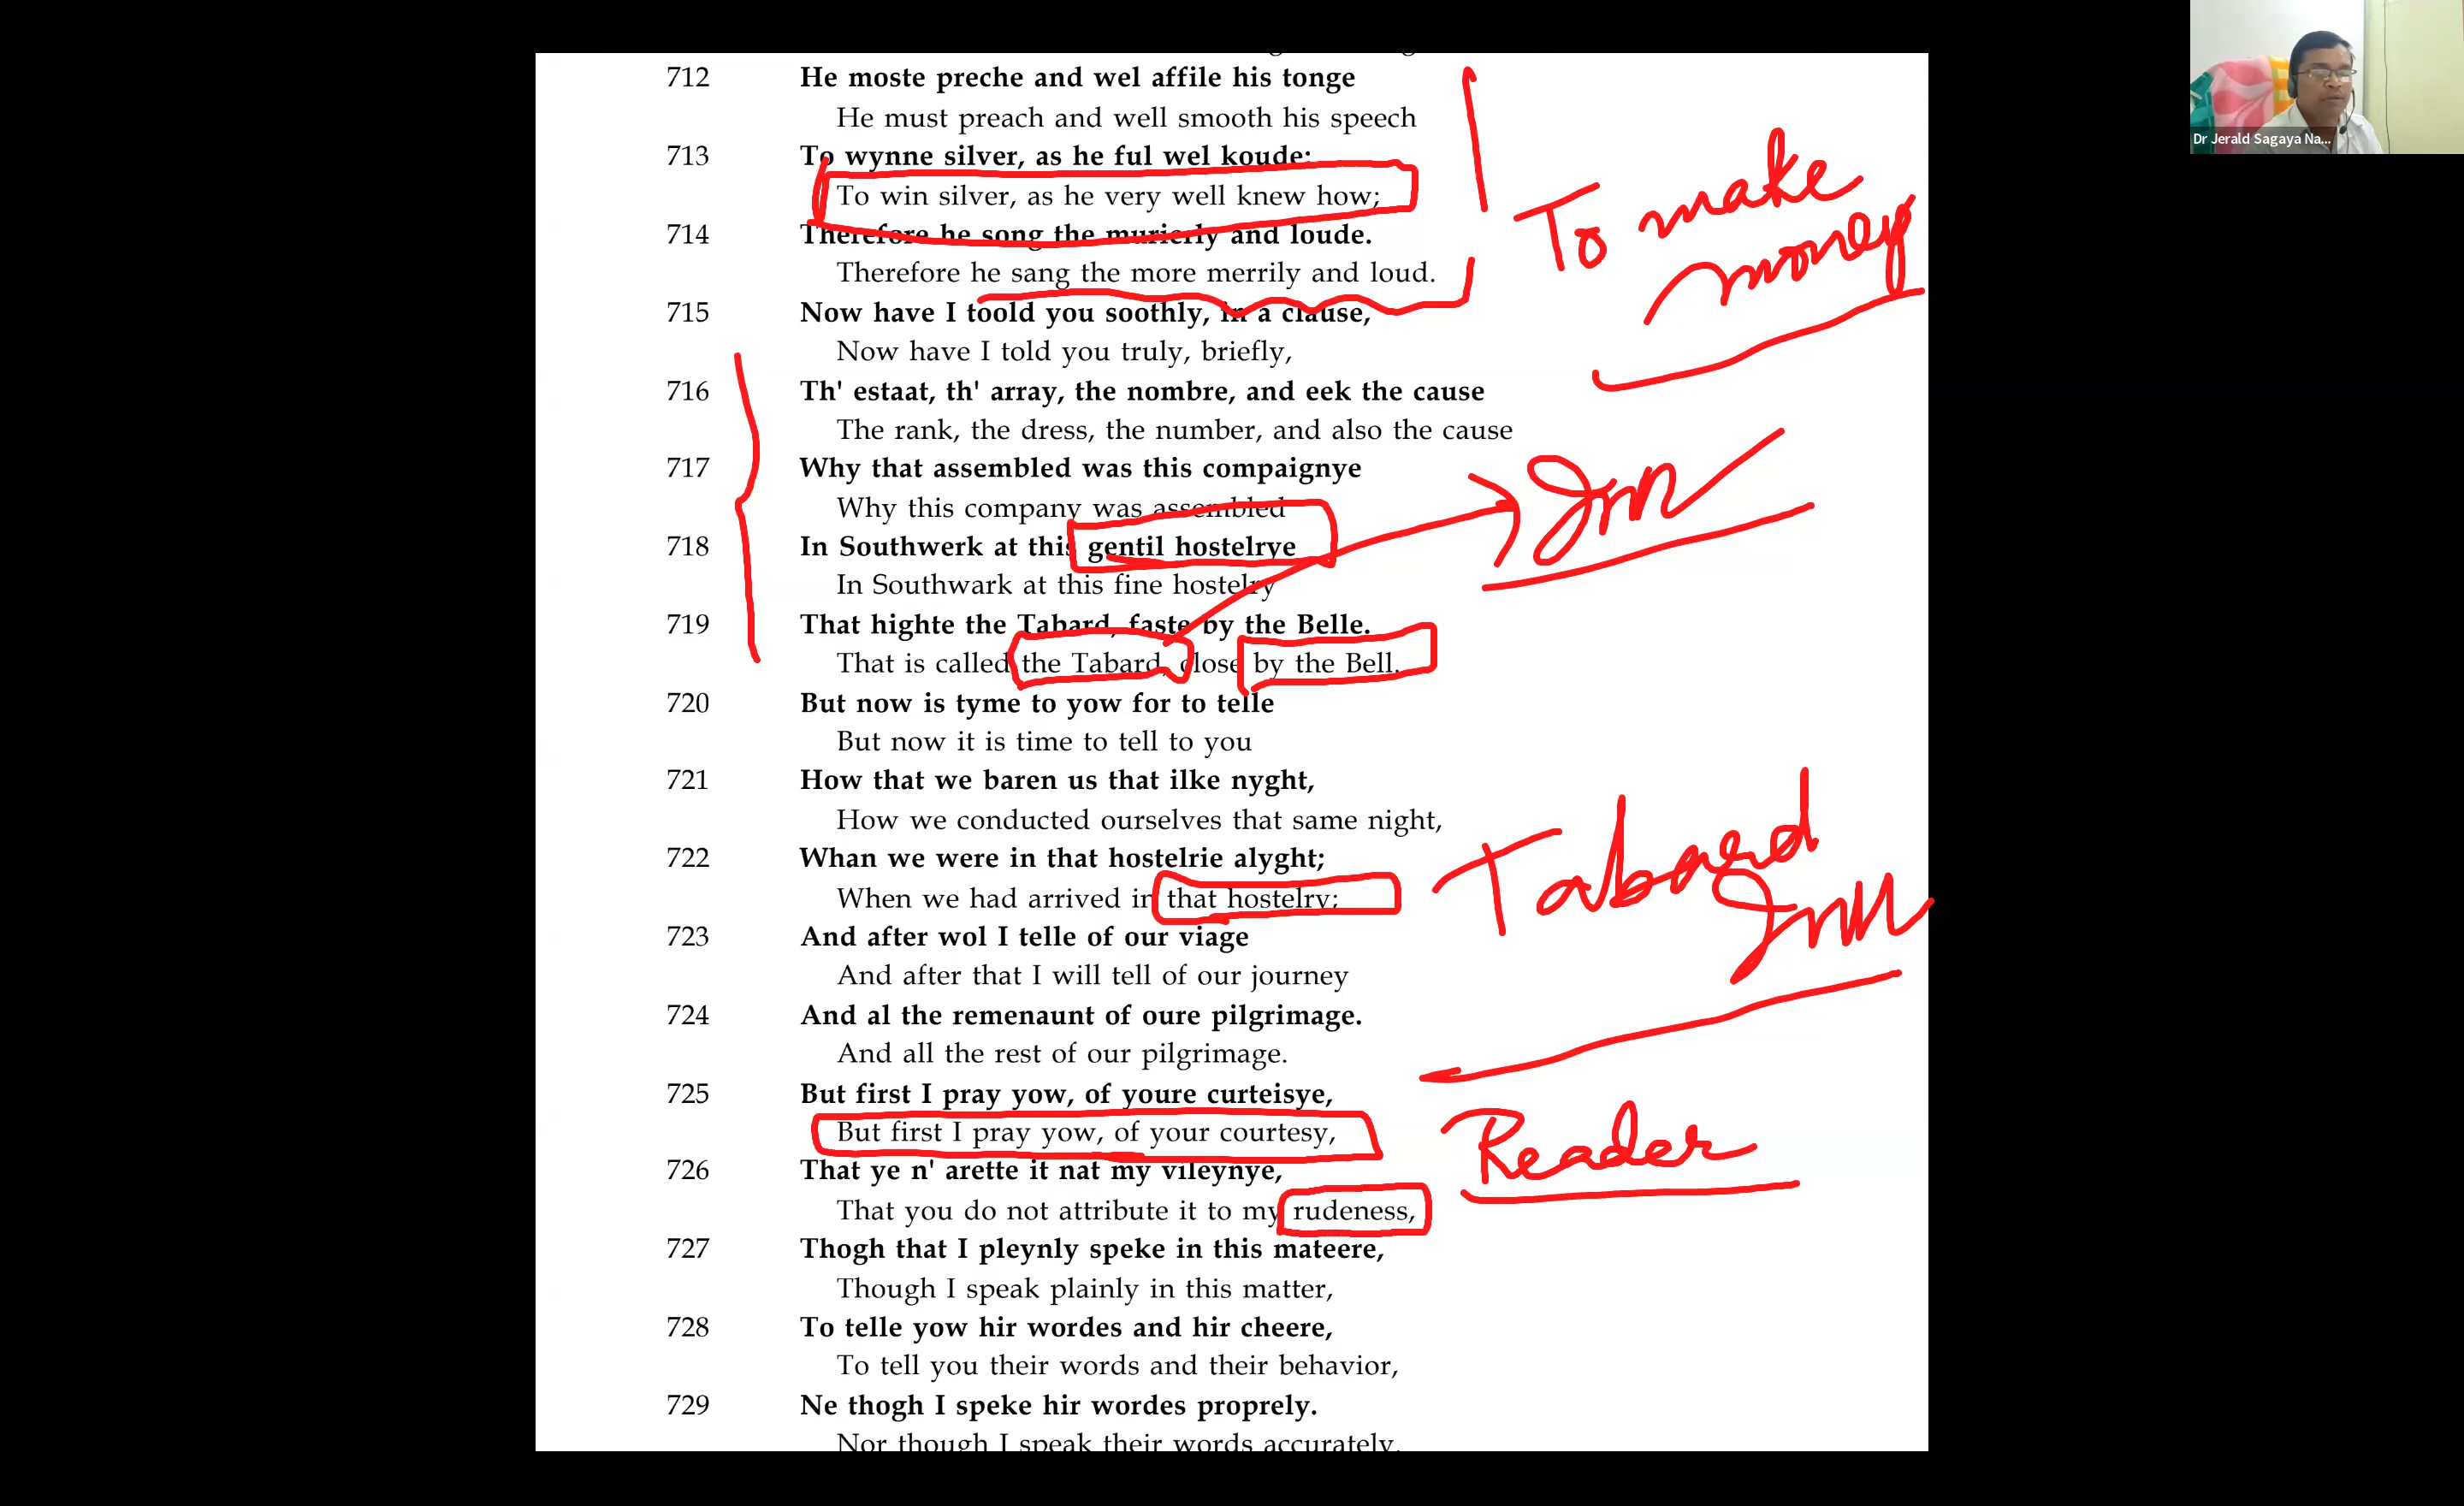 712 He moste preche and wel affile his tonge
He must preach and well smooth his speech
713 To wynne silver, as he ful wel koude;
To win silver, as he very well knew how;
714 Therefore he song the murierly and loude.
Therefore he sang the more merrily and loud.
To make
money
715 Now have I toold you soothly, in a clause,
Now have I told you truly, briefly,
716 Th' estaat, th' array, the nombre, and eek the cause
The rank, the dress, the number, and also the cause
717 Why that assembled was this compaignye
Why this company was assembled
Inn
718 In Southwerk at this gentil hostelrye
In Southwark at this fine hostelry
719 That highte the Tabard, faste by the Belle.
That is called the Tabard, close by the Bell.
720 But now is tyme to yow for to telle
But now it is time to tell to you
721 How that we baren us that ilke nyght,
How we conducted ourselves that same night,
722 Whan we were in that hostelrie alyght;
When we had arrived in that hostelry;
Tabard
Inn
723 And after wol I telle of our viage
And after that I will tell of our journey
724 And al the remenaunt of oure pilgrimage.
And all the rest of our pilgrimage.
725 But first I pray yow, of youre curteisye,
But first I pray yow, of your courtesy,
Reader
726 That ye n' arette it nat my vileynye,
That you do not attribute it to my rudeness,
727 Thogh that I pleynly speke in this mateere,
Though I speak plainly in this matter,
728 To telle yow hir wordes and hir cheere,
To tell you their words and their behavior,
729 Ne thogh I speke hir wordes proprely.
Nor though I speak their words accurately.
Dr Jerald Sagaya Na...